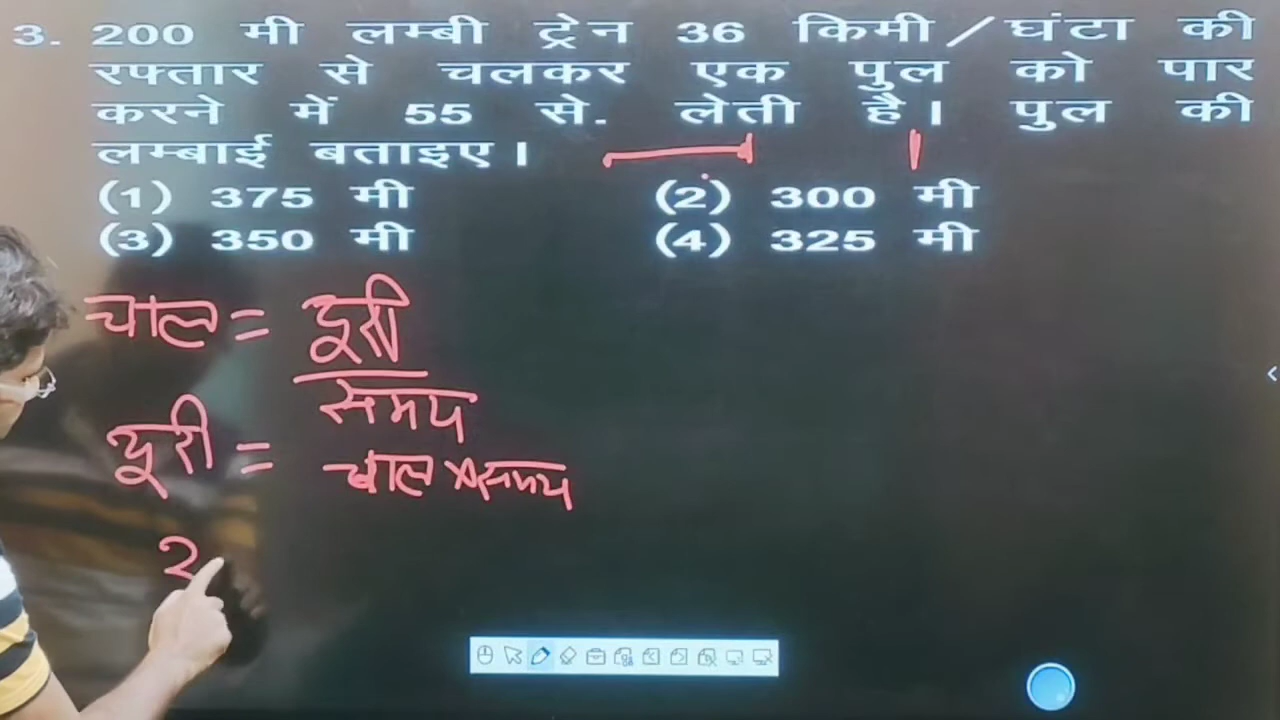 3. 200 मी लम्बी ट्रेन 36 किमी/घंटा की
रफ्तार से चलकर एक पुल को पार
करने में 55 से. लेती है। पुल की
लम्बाई बताइए।
(1) 375 मी (2) 300 मी
(3) 350 मी (4) 325 मी
चाल = दूरी
समय
दूरी = चाल × समय
2